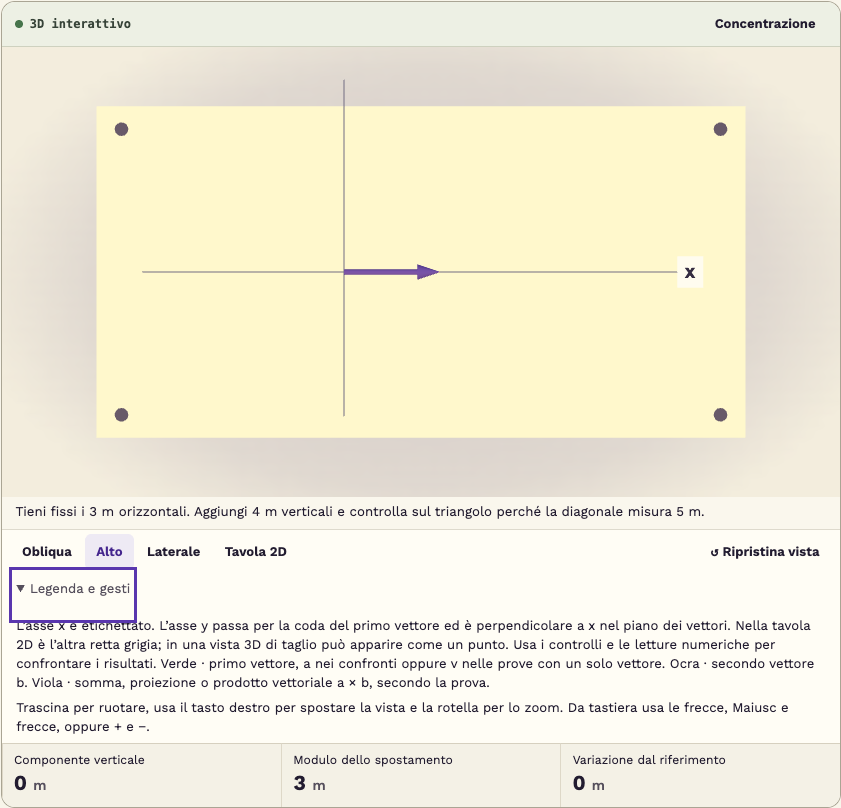 3D interattivo
Concentrazione
x
Tieni fissi i 3 m orizzontali. Aggiungi 4 m verticali e controlla sul triangolo perché la diagonale misura 5 m.
Obliqua Alto Laterale Tavola 2D ↺ Ripristina vista
▼ Legenda e gesti
L’asse x è etichettato. L’asse y passa per la coda del primo vettore ed è perpendicolare a x nel piano dei vettori. Nella tavola
2D è l’altra retta grigia; in una vista 3D di taglio può apparire come un punto. Usa i controlli e le letture numeriche per
confrontare i risultati. Verde · primo vettore, a nei confronti oppure v nelle prove con un solo vettore. Ocra · secondo vettore
b. Viola · somma, proiezione o prodotto vettoriale a × b, secondo la prova.
Trascina per ruotare, usa il tasto destro per spostare la vista e la rotella per lo zoom. Da tastiera usa le frecce, Maiusc e
frecce, oppure + e −.
Componente verticale
0 m
Modulo dello spostamento
3 m
Variazione dal riferimento
0 m